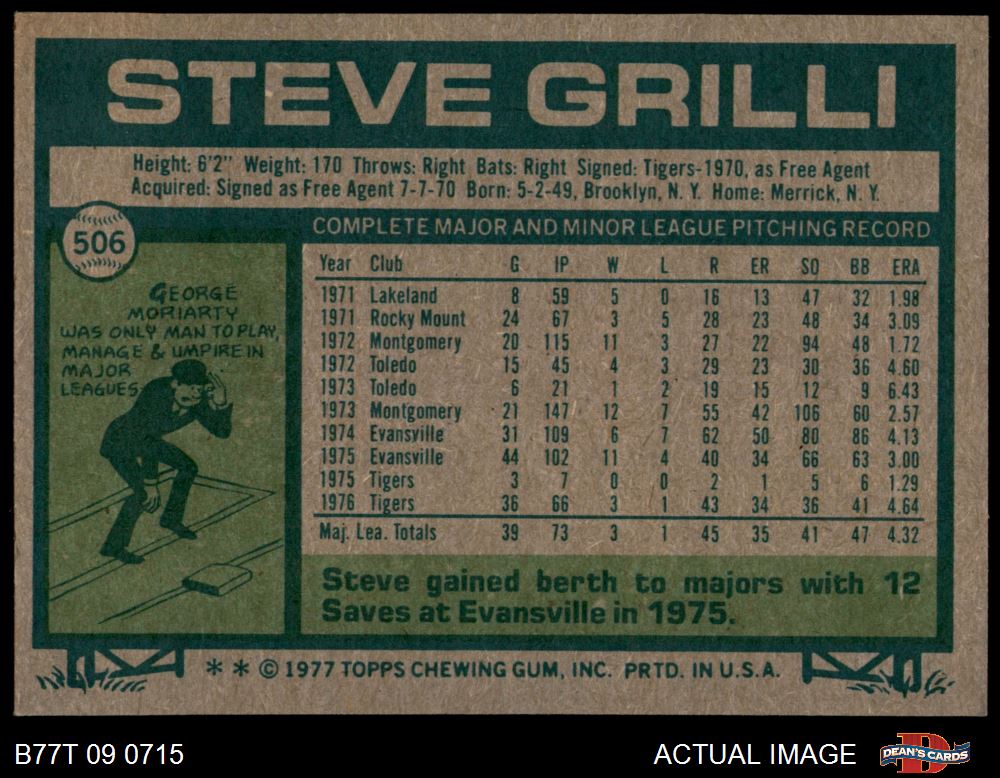 STEVE GRILLI
Height: 6'2" Weight: 170 Throws: Right Bats: Right Signed: Tigers-1970, as Free Agent
Acquired: Signed as Free Agent 7-7-70 Born: 5-2-49, Brooklyn, N. Y. Home: Merrick, N. Y.
506
GEORGE
MORIARTY
WAS ONLY MAN TO PLAY,
MANAGE & UMPIRE IN
MAJOR
LEAGUES
COMPLETE MAJOR AND MINOR LEAGUE PITCHING RECORD
Year Club G IP W L R ER SO BB ERA
1971 Lakeland 8 59 5 0 16 13 47 32 1.98
1971 Rocky Mount 24 67 3 5 28 23 48 34 3.09
1972 Montgomery 20 115 11 3 27 22 94 48 1.72
1972 Toledo 15 45 4 3 29 23 30 36 4.60
1973 Toledo 6 21 1 2 19 15 12 9 6.43
1973 Montgomery 21 147 12 7 55 42 106 60 2.57
1974 Evansville 31 109 6 7 62 50 80 86 4.13
1975 Evansville 44 102 11 4 40 34 66 63 3.00
1975 Tigers 3 7 0 0 2 1 5 6 1.29
1976 Tigers 36 66 3 1 43 34 36 41 4.64
Maj. Lea. Totals 39 73 3 1 45 35 41 47 4.32
Steve gained berth to majors with 12
Saves at Evansville in 1975.
** © 1977 TOPPS CHEWING GUM, INC. PRTD. IN U.S.A.
B77T 09 0715
ACTUAL IMAGE
DEAN'S CARDS